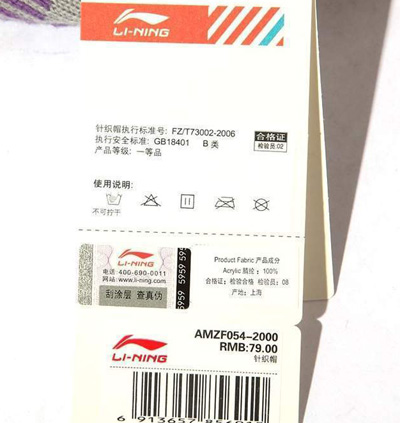 LI-NING
针织帽执行标准号: FZ/T73002-2006
执行安全标准: GB18401 B 类
产品等级: 一等品
合格证
检验员:02
使用说明:
不可拧干
LI-NING
电话:400-690-0011
网站:www.li-ning.com
刮涂层 查真伪
5959 5959 595
Product Fabric 产品成分
Acrylic 腈纶 : 100%
合格证: 检验合格 检验员: 08
产地: 上海
LI-NING
AMZF054-2000
RMB:79.00
针织帽